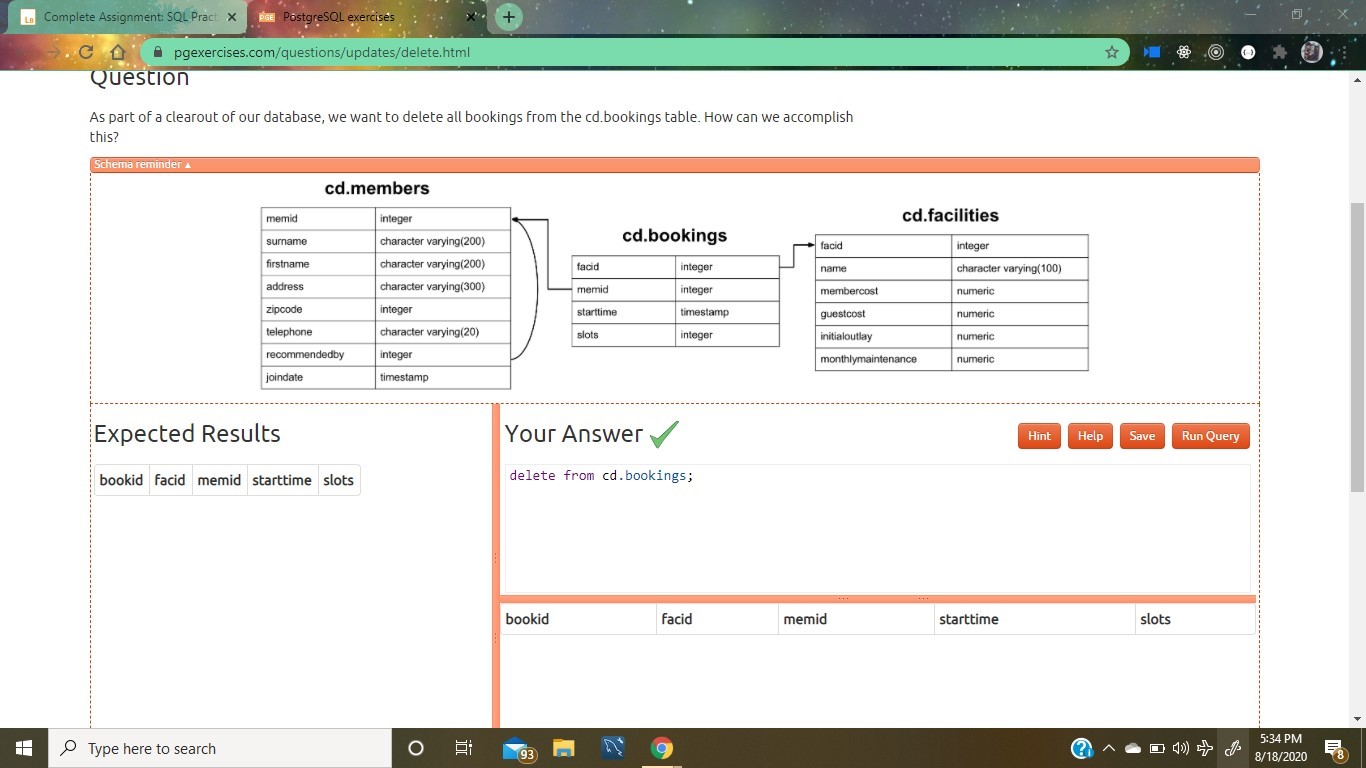 Complete Assignment: SQL Pract
PGE PostgreSQL exercises
pgexercises.com/questions/updates/delete.html
Question
As part of a clearout of our database, we want to delete all bookings from the cd.bookings table. How can we accomplish
this?
Schema reminder ▲
cd.members
memid integer
surname character varying(200)
firstname character varying(200)
address character varying(300)
zipcode integer
telephone character varying(20)
recommendedby integer
joindate timestamp
cd.bookings
facid integer
memid integer
starttime timestamp
slots integer
cd.facilities
facid integer
name character varying(100)
membercost numeric
guestcost numeric
initialoutlay numeric
monthlymaintenance numeric
Expected Results
bookid facid memid starttime slots
Your Answer
Hint Help Save Run Query
delete from cd.bookings;
bookid facid memid starttime slots
Type here to search
93
5:34 PM
8/18/2020
8